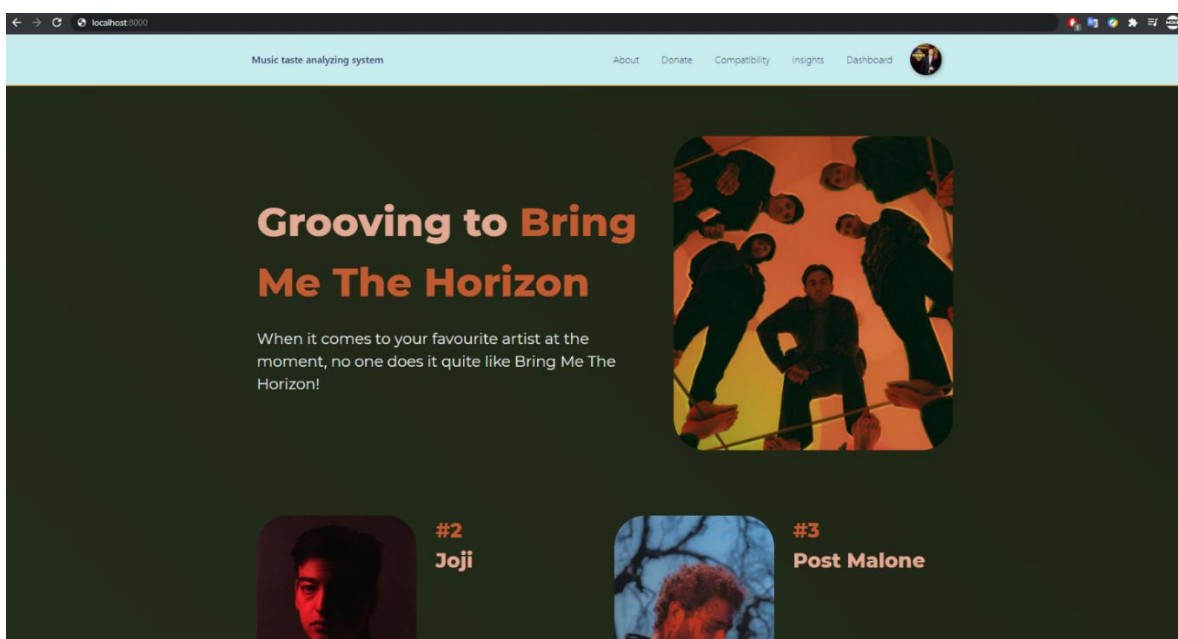 localhost:8000
Music taste analyzing system
About Donate Compatibility Insights Dashboard
Grooving to Bring
Me The Horizon
When it comes to your favourite artist at the
moment, no one does it quite like Bring Me The
Horizon!
#2
Joji
#3
Post Malone